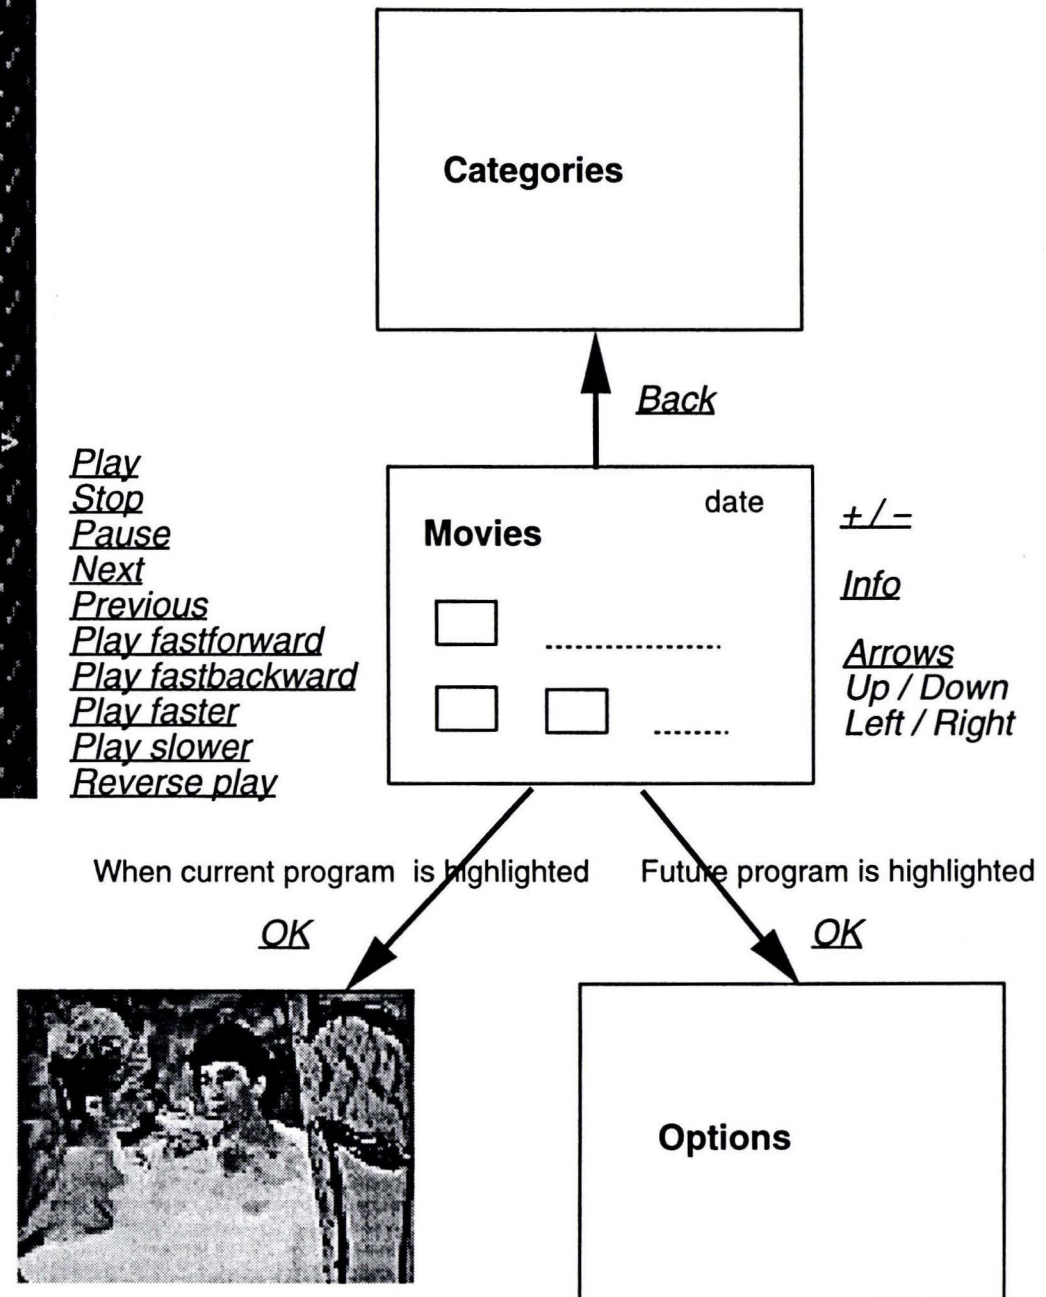 Categories
Back
Play
Stop
Pause
Next
Previous
Play fastforward
Play fastbackward
Play faster
Play slower
Reverse play
date
Movies
+ / –
Info
Arrows
Up / Down
Left / Right
When current program is highlighted
Future program is highlighted
OK
OK
Options